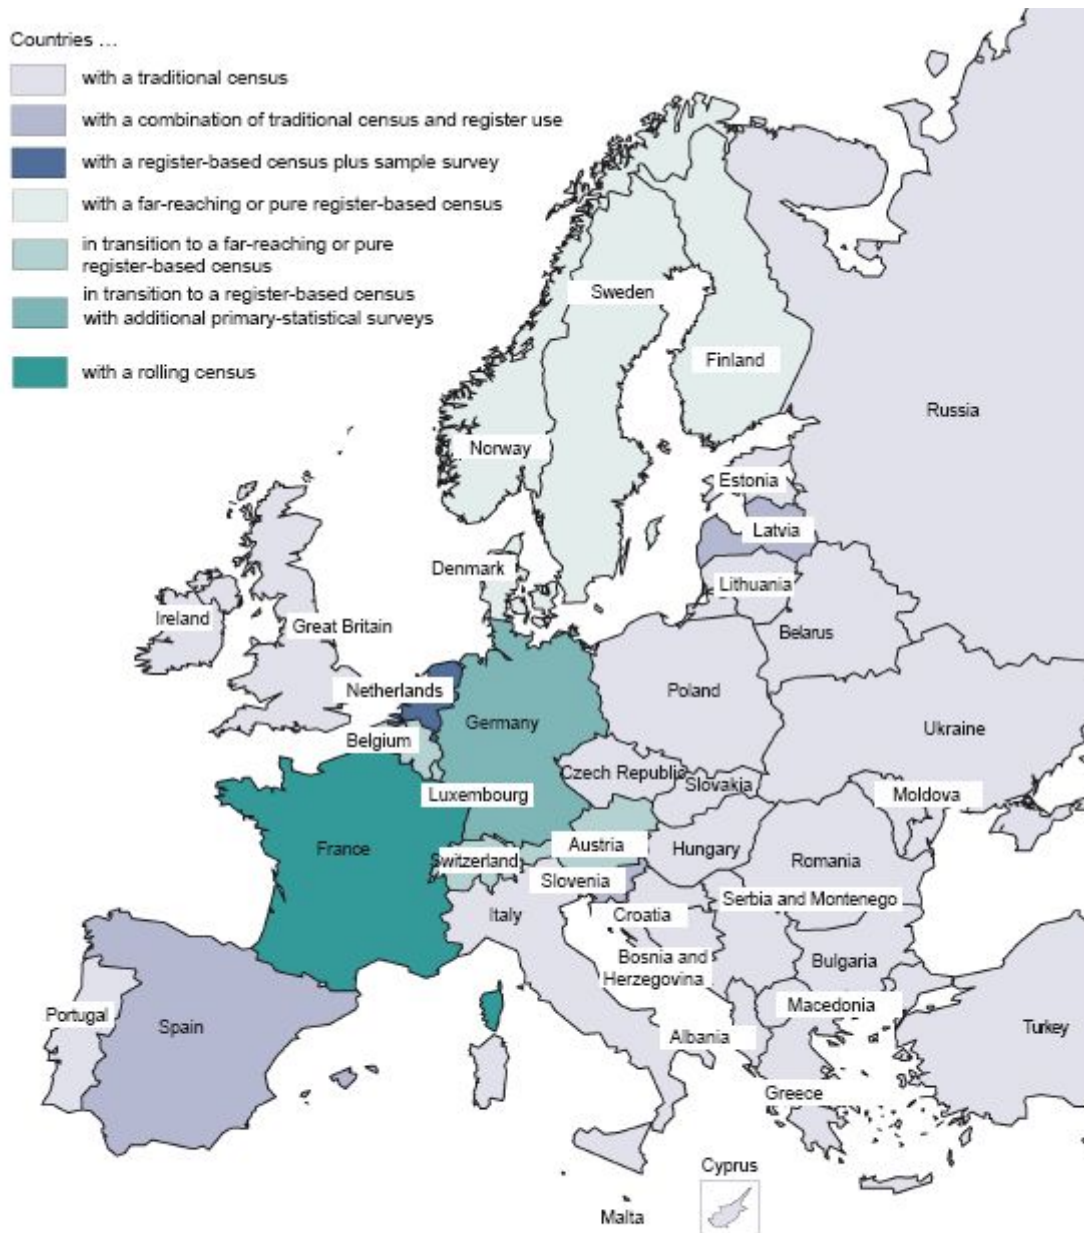 Countries ...
with a traditional census
with a combination of traditional census and register use
with a register-based census plus sample survey
with a far-reaching or pure register-based census
in transition to a far-reaching or pure
register-based census
in transition to a register-based census
with additional primary-statistical surveys
with a rolling census
Sweden
Finland
Russia
Norway
Estonia
Latvia
Denmark
Lithuania
Ireland
Great Britain
Belarus
Netherlands
Poland
Germany
Ukraine
Belgium
Czech Republic
Slovakia
Luxembourg
Moldova
France
Austria
Hungary
Switzerland
Romania
Slovenia
Serbia and Montenego
Italy
Croatia
Bosnia and
Herzegovina
Bulgaria
Macedonia
Portugal
Spain
Albania
Turkey
Greece
Cyprus
Malta